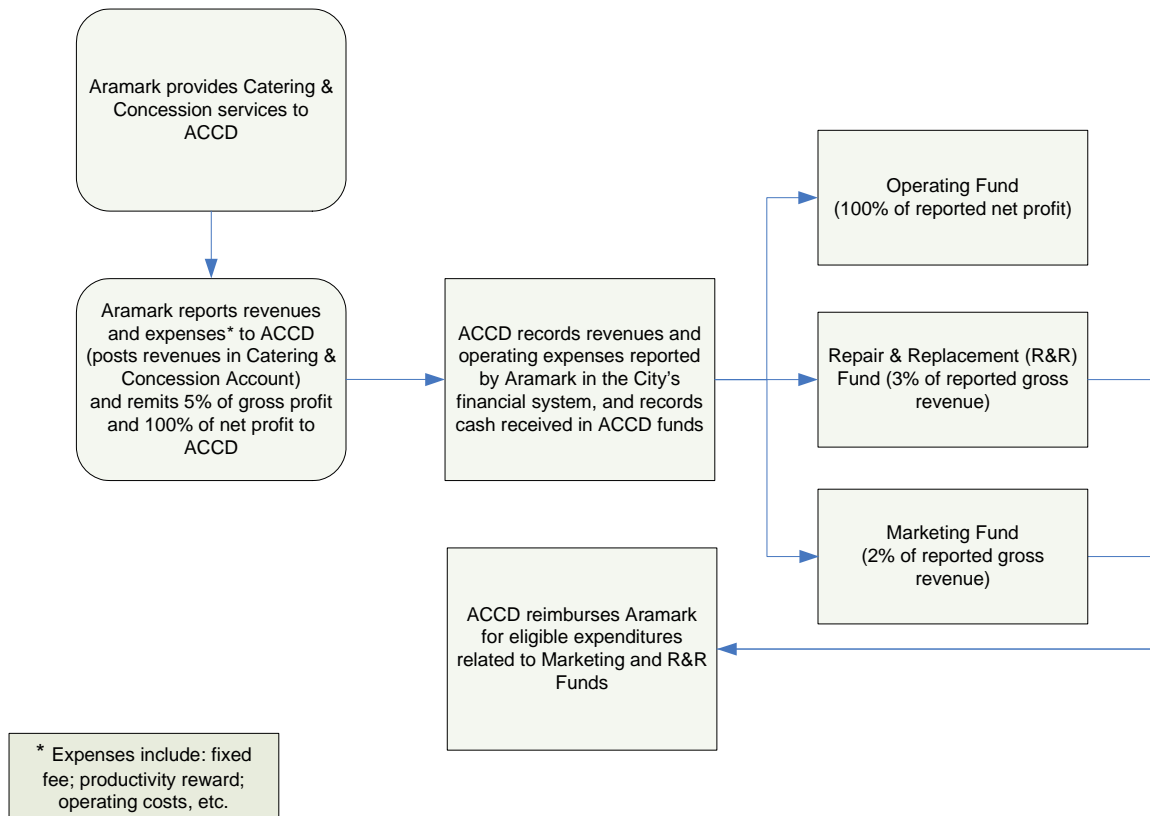 Aramark provides Catering &
Concession services to
ACCD
Aramark reports revenues
and expenses* to ACCD
(posts revenues in Catering &
Concession Account)
and remits 5% of gross profit
and 100% of net profit to
ACCD
ACCD records revenues and
operating expenses reported
by Aramark in the City's
financial system, and records
cash received in ACCD funds
Operating Fund
(100% of reported net profit)
Repair & Replacement (R&R)
Fund (3% of reported gross
revenue)
Marketing Fund
(2% of reported gross
revenue)
ACCD reimburses Aramark
for eligible expenditures
related to Marketing and R&R
Funds
* Expenses include: fixed
fee; productivity reward;
operating costs, etc.